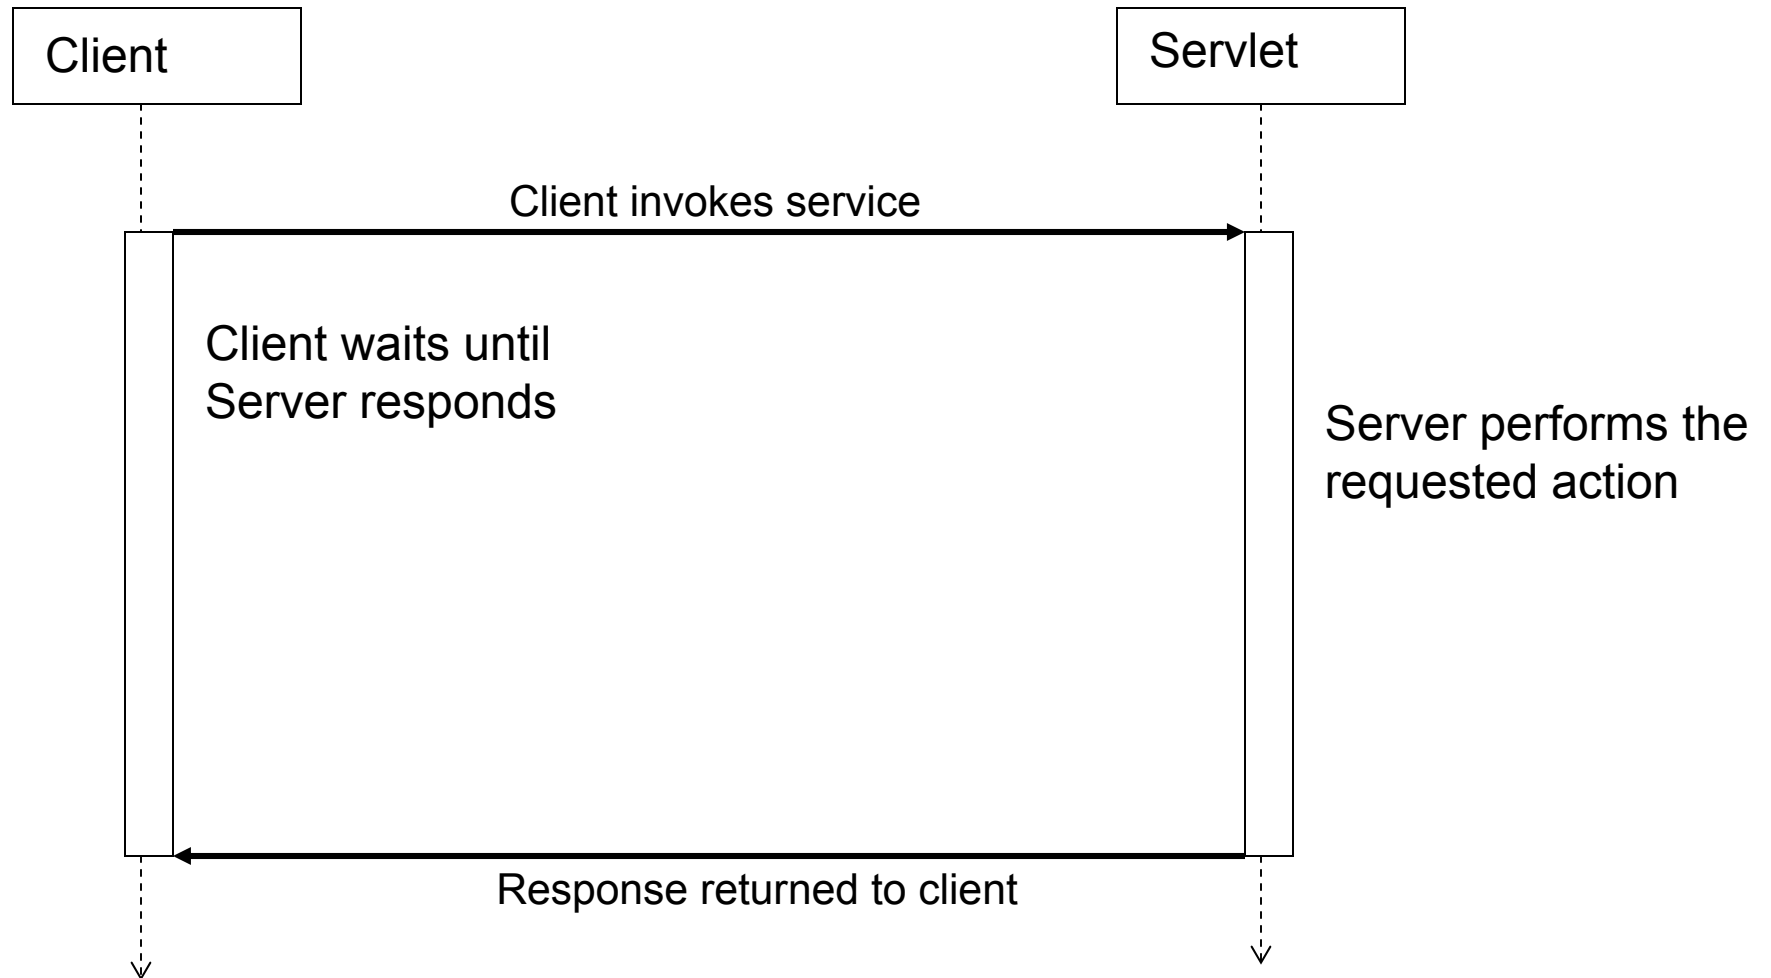 Client
Servlet
Client invokes service
Client waits until
Server responds
Server performs the
requested action
Response returned to client